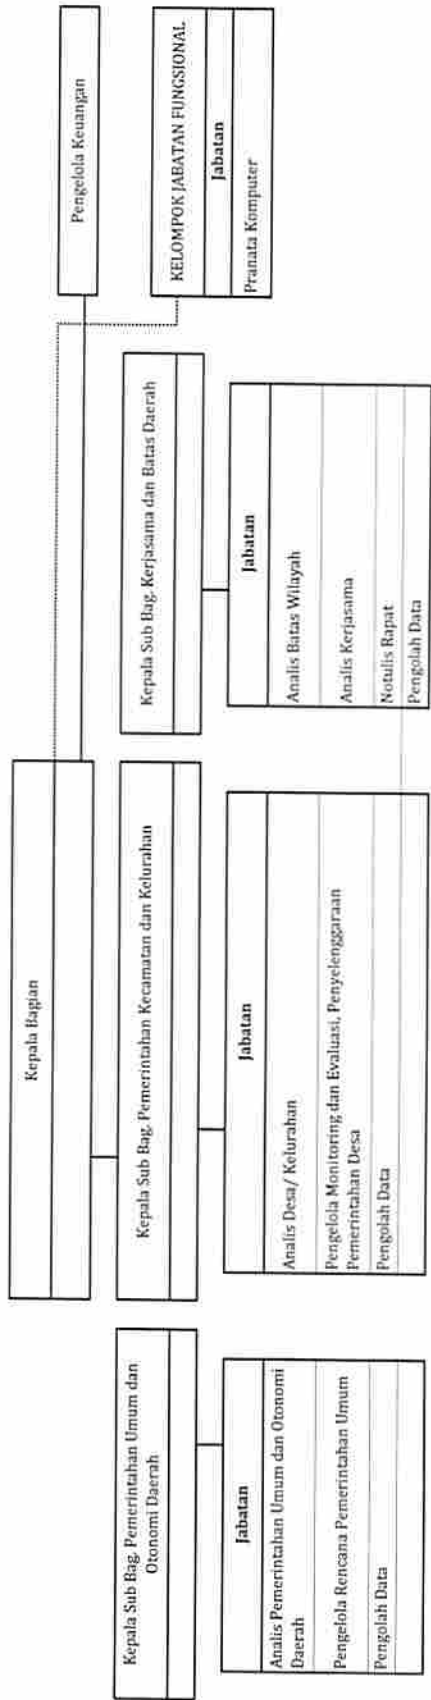 Kepala Bagian
Pengelola Keuangan
Kepala Sub Bag. Pemerintahan Umum dan
Otonomi Daerah
Kepala Sub Bag. Pemerintahan Kecamatan dan Kelurahan
Kepala Sub Bag. Kerjasama dan Batas Daerah
KELOMPOK JABATAN FUNGSIONAL
Jabatan
Pranata Komputer
Jabatan
Analis Pemerintahan Umum dan Otonomi
Daerah
Pengelola Rencana Pemerintahan Umum
Pengolah Data
Jabatan
Analis Desa/ Kelurahan
Pengelola Monitoring dan Evaluasi, Penyelenggaraan
Pemerintahan Desa
Pengolah Data
Jabatan
Analis Batas Wilayah
Analis Kerjasama
Notulis Rapat
Pengolah Data